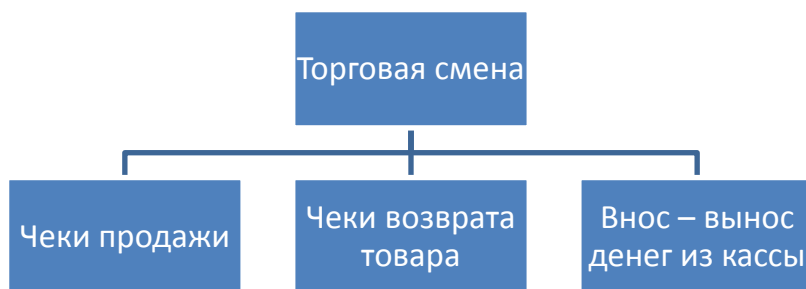 Торговая смена
Чеки продажи
Чеки возврата
товара
Внос – вынос
денег из кассы